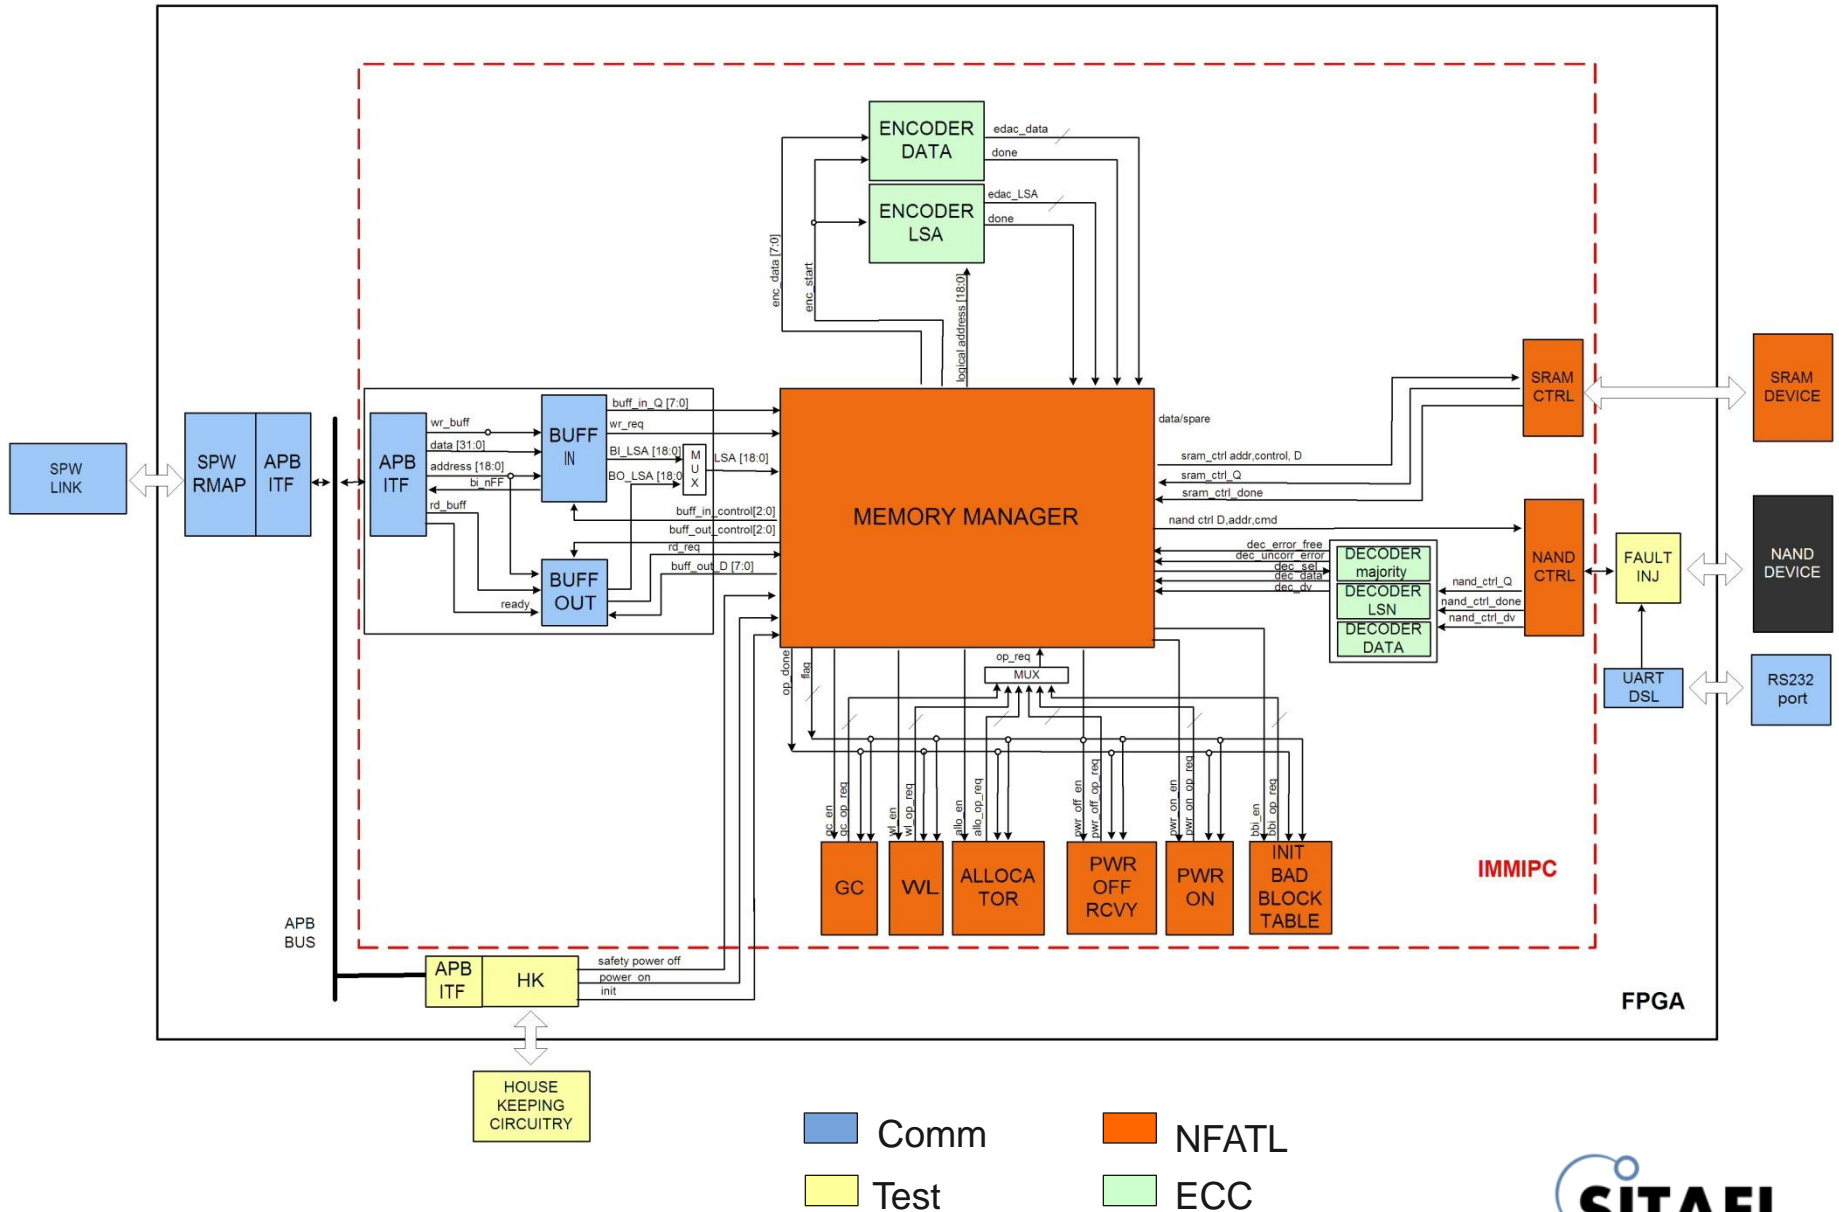 ENCODER
DATA
edac_data
done
ENCODER
LSA
edac_LSA
done
enc_data [7:0]
enc_start
logical address [18:0]
SPW
LINK
SPW
RMAP
APB
ITF
APB
ITF
wr_buff
data [31:0]
address [18:0]
bi_nFF
rd_buff
ready
BUFF
IN
BUFF
OUT
buff_in_Q [7:0]
wr_req
BI_LSA [18:0]
BO_LSA [18:0
M
U
X
LSA [18:0]
buff_in_control[2:0]
buff_out_control[2:0]
rd_req
buff_out_D [7:0]
MEMORY MANAGER
data/spare
sram_ctrl addr,control, D
sram_ctrl_Q
sram_ctrl_done
nand ctrl D,addr,cmd
dec_error_free
dec_uncorr_error
dec_sel
dec_data
dec_dv
DECODER
majority
DECODER
LSN
DECODER
DATA
nand_ctrl_Q
nand_ctrl_done
nand_ctrl_dv
SRAM
CTRL
SRAM
DEVICE
NAND
CTRL
FAULT
INJ
NAND
DEVICE
UART
DSL
RS232
port
op_done
flag
op_req
MUX
gc_en
gc_op_req
wl_en
wl_op_req
allo_en
allo_op_req
pwr_off_en
pwr_off_op_req
pwr_on_en
pwr_on_op_req
bbi_en
bbi_op_req
GC
WL
ALLOCA
TOR
PWR
OFF
RCVY
PWR
ON
INIT
BAD
BLOCK
TABLE
IMMIPC
APB
BUS
APB
ITF
HK
safety power off
power_on
init
FPGA
HOUSE
KEEPING
CIRCUITRY
Comm
NFATL
Test
ECC
SITAEL